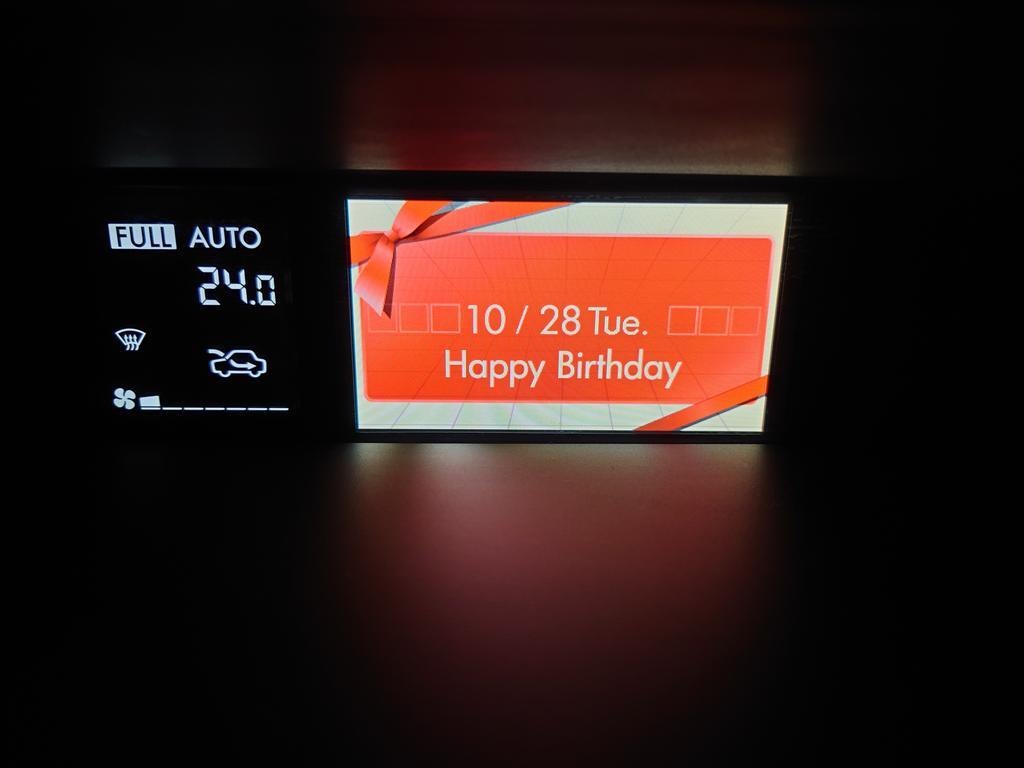 FULL AUTO
24.0
10 / 28 Tue.
Happy Birthday